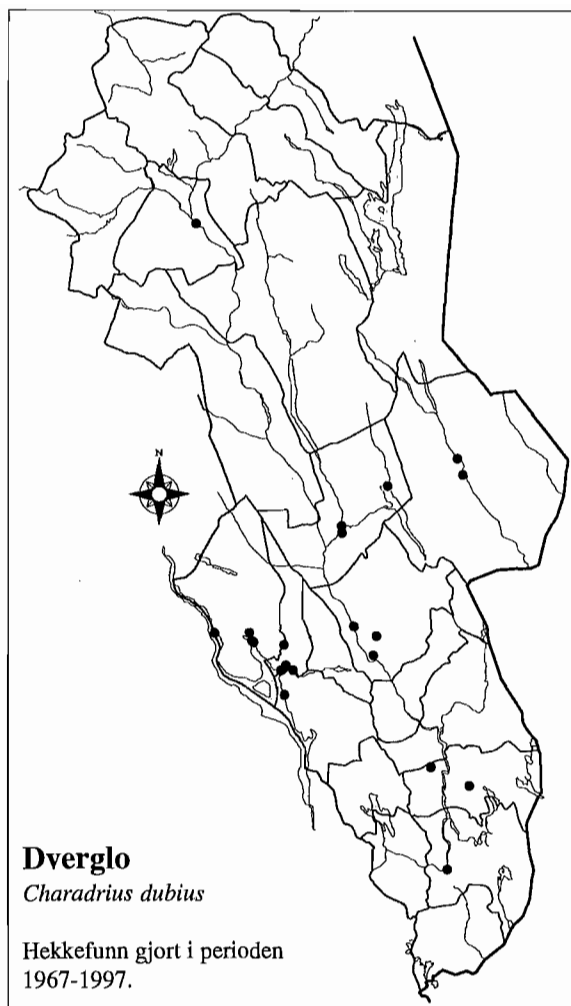 N
Dverglo
Charadrius dubius
Hekkefunn gjort i perioden
1967-1997.